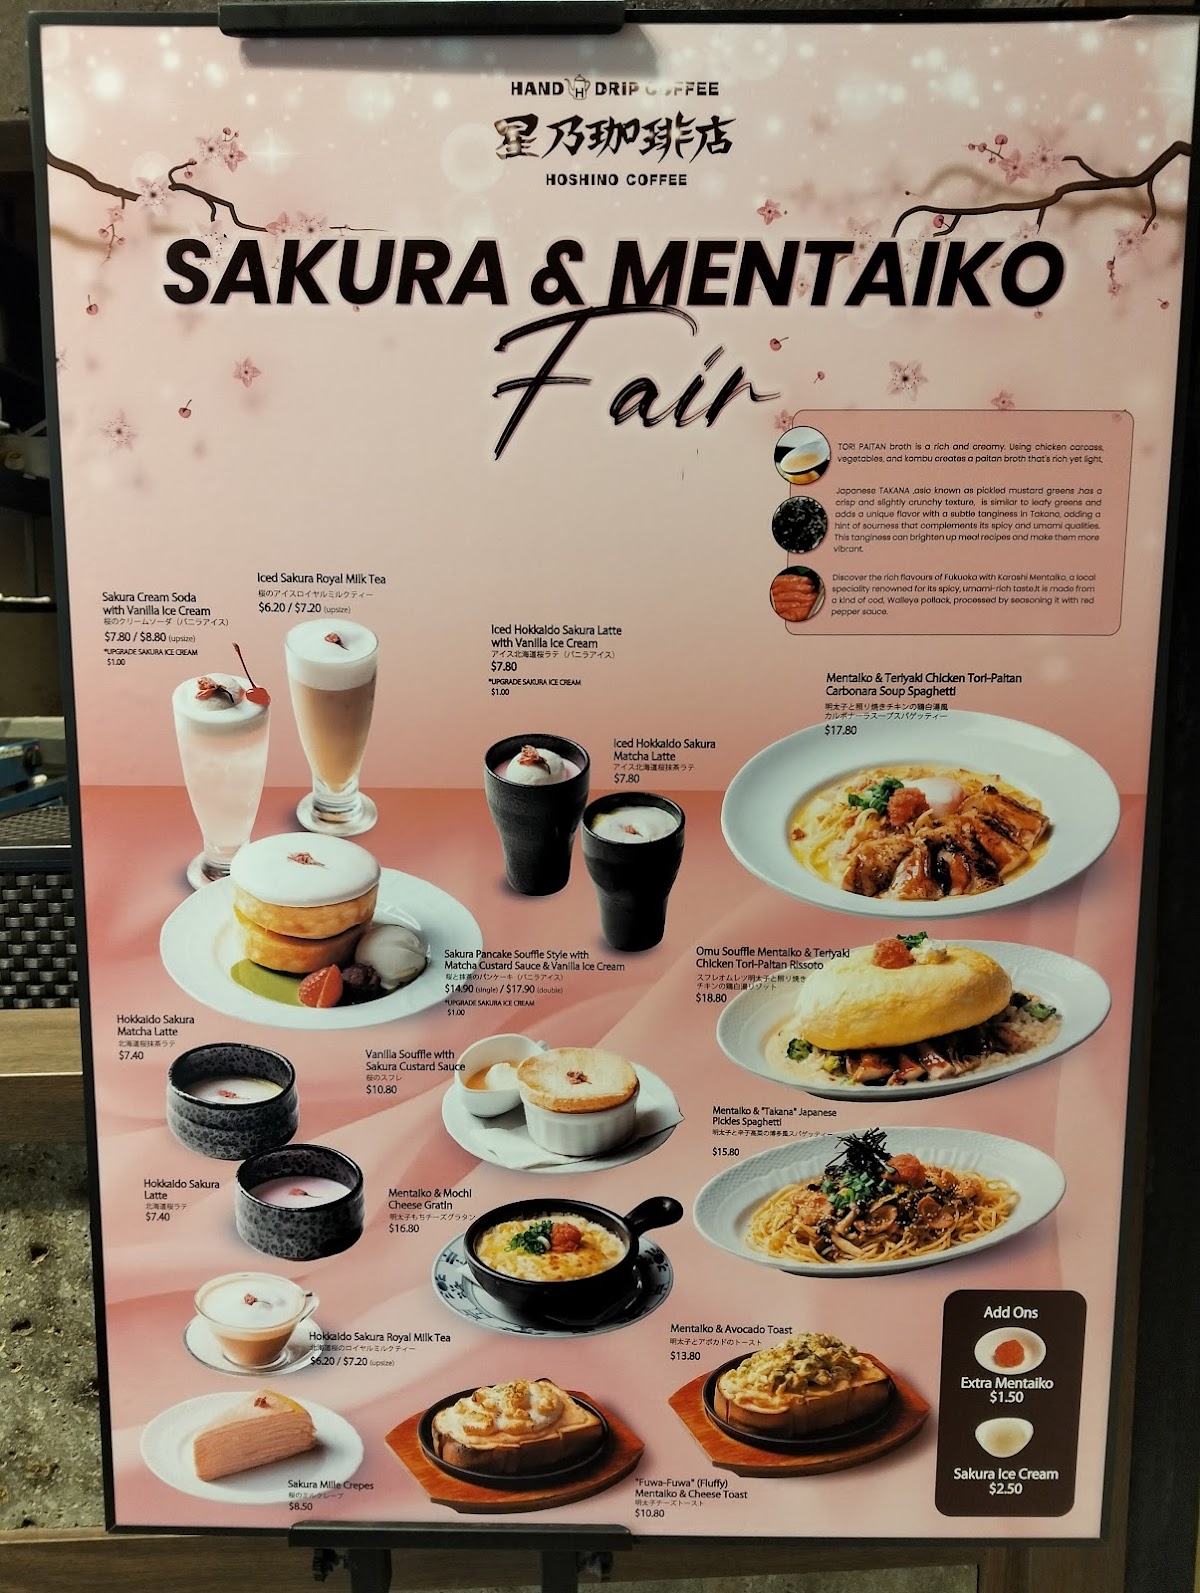 HAND DRIP COFFEE
星乃珈琲店
HOSHINO COFFEE
SAKURA & MENTAIKO
Fair
TORI PAITAN broth is a rich and creamy. Using chicken carcass,
vegetables, and kombu creates a paitan broth that's rich yet light,
Japanese TAKANA ,aslo known as pickled mustard greens ,has a
crisp and slightly crunchy texture, is similar to leafy greens and
adds a unique flavor with a subtle tanginess in Takana, adding a
hint of sourness that complements its spicy and umami qualities.
This tanginess can brighten up meal recipes and make them more
vibrant.
Discover the rich flavours of Fukuoka with Karashi Mentaiko, a local
speciality renowned for its spicy, umami-rich taste.It is made from
a kind of cod, Walleye pollack, processed by seasoning it with red
pepper sauce.
Iced Sakura Royal Milk Tea
桜のアイスロイヤルミルクティー
$6.20 / $7.20 (upsize)
Sakura Cream Soda
with Vanilla Ice Cream
桜のクリームソーダ（バニラアイス）
$7.80 / $8.80 (upsize)
*UPGRADE SAKURA ICE CREAM
$1.00
Iced Hokkaido Sakura Latte
with Vanilla Ice Cream
アイス北海道桜ラテ（バニラアイス）
$7.80
*UPGRADE SAKURA ICE CREAM
$1.00
Iced Hokkaido Sakura
Matcha Latte
アイス北海道桜抹茶ラテ
$7.80
Mentaiko & Teriyaki Chicken Tori-Paitan
Carbonara Soup Spaghetti
明太子と照り焼きチキンの鶏白湯風
カルボナーラスープスパゲッティー
$17.80
Sakura Pancake Souffle Style with
Matcha Custard Sauce & Vanilla Ice Cream
桜と抹茶のパンケーキ（バニラアイス）
$14.90 (single) / $17.90 (double)
*UPGRADE SAKURA ICE CREAM
$1.00
Omu Souffle Mentaiko & Teriyaki
Chicken Tori-Paitan Rissoto
スフレオムレツ明太子と照り焼き
チキンの鶏白湯リゾット
$18.80
Hokkaido Sakura
Matcha Latte
北海道桜抹茶ラテ
$7.40
Vanilla Souffle with
Sakura Custard Sauce
桜のスフレ
$10.80
Mentaiko & "Takana" Japanese
Pickles Spaghetti
明太子と辛子高菜の博多風スパゲッティー
$15.80
Hokkaido Sakura
Latte
北海道桜ラテ
$7.40
Mentaiko & Mochi
Cheese Gratin
明太子もちチーズグラタン
$16.80
Hokkaido Sakura Royal Milk Tea
北海道桜のロイヤルミルクティー
$6.20 / $7.20 (upsize)
Mentaiko & Avocado Toast
明太子とアボカドのトースト
$13.80
Sakura Mille Crepes
桜のミルクレープ
$8.50
"Fuwa-Fuwa" (Fluffy)
Mentaiko & Cheese Toast
明太子チーズトースト
$10.80
Add Ons
Extra Mentaiko
$1.50
Sakura Ice Cream
$2.50